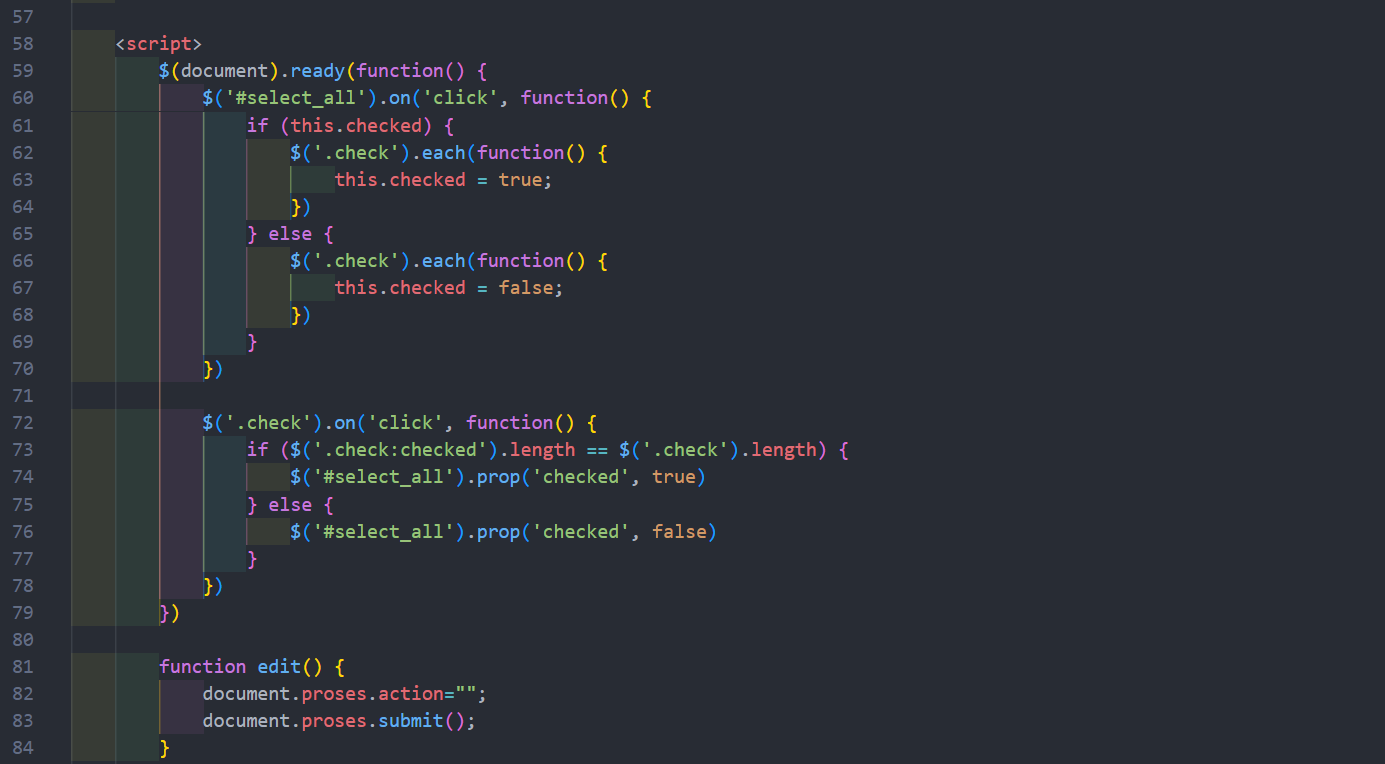 57
58 <script>
59 $(document).ready(function() {
60 $('#select_all').on('click', function() {
61 if (this.checked) {
62 $('.check').each(function() {
63 this.checked = true;
64 })
65 } else {
66 $('.check').each(function() {
67 this.checked = false;
68 })
69 }
70 })
71
72 $('.check').on('click', function() {
73 if ($('.check:checked').length == $('.check').length) {
74 $('#select_all').prop('checked', true)
75 } else {
76 $('#select_all').prop('checked', false)
77 }
78 })
79 })
80
81 function edit() {
82 document.proses.action="";
83 document.proses.submit();
84 }